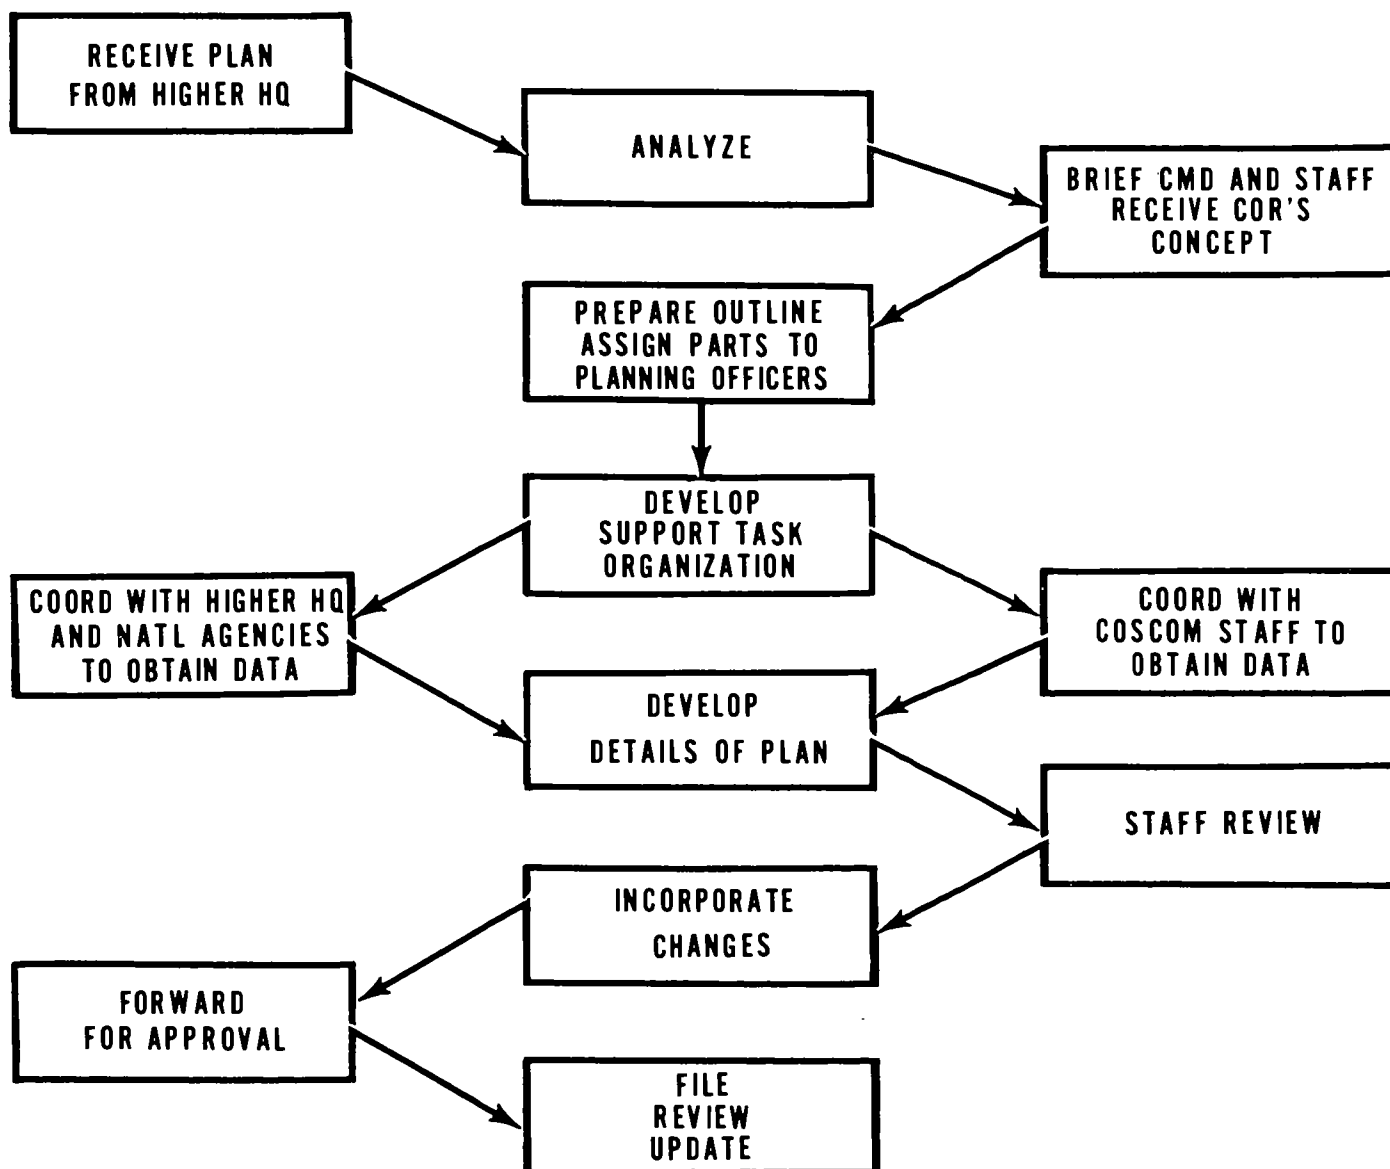 RECEIVE PLAN
FROM HIGHER HQ
ANALYZE
BRIEF CMD AND STAFF
RECEIVE COR'S
CONCEPT
PREPARE OUTLINE
ASSIGN PARTS TO
PLANNING OFFICERS
DEVELOP
SUPPORT TASK
ORGANIZATION
COORD WITH HIGHER HQ
AND NATL AGENCIES
TO OBTAIN DATA
COORD WITH
COSCOM STAFF TO
OBTAIN DATA
DEVELOP
DETAILS OF PLAN
STAFF REVIEW
INCORPORATE
CHANGES
FORWARD
FOR APPROVAL
FILE
REVIEW
UPDATE